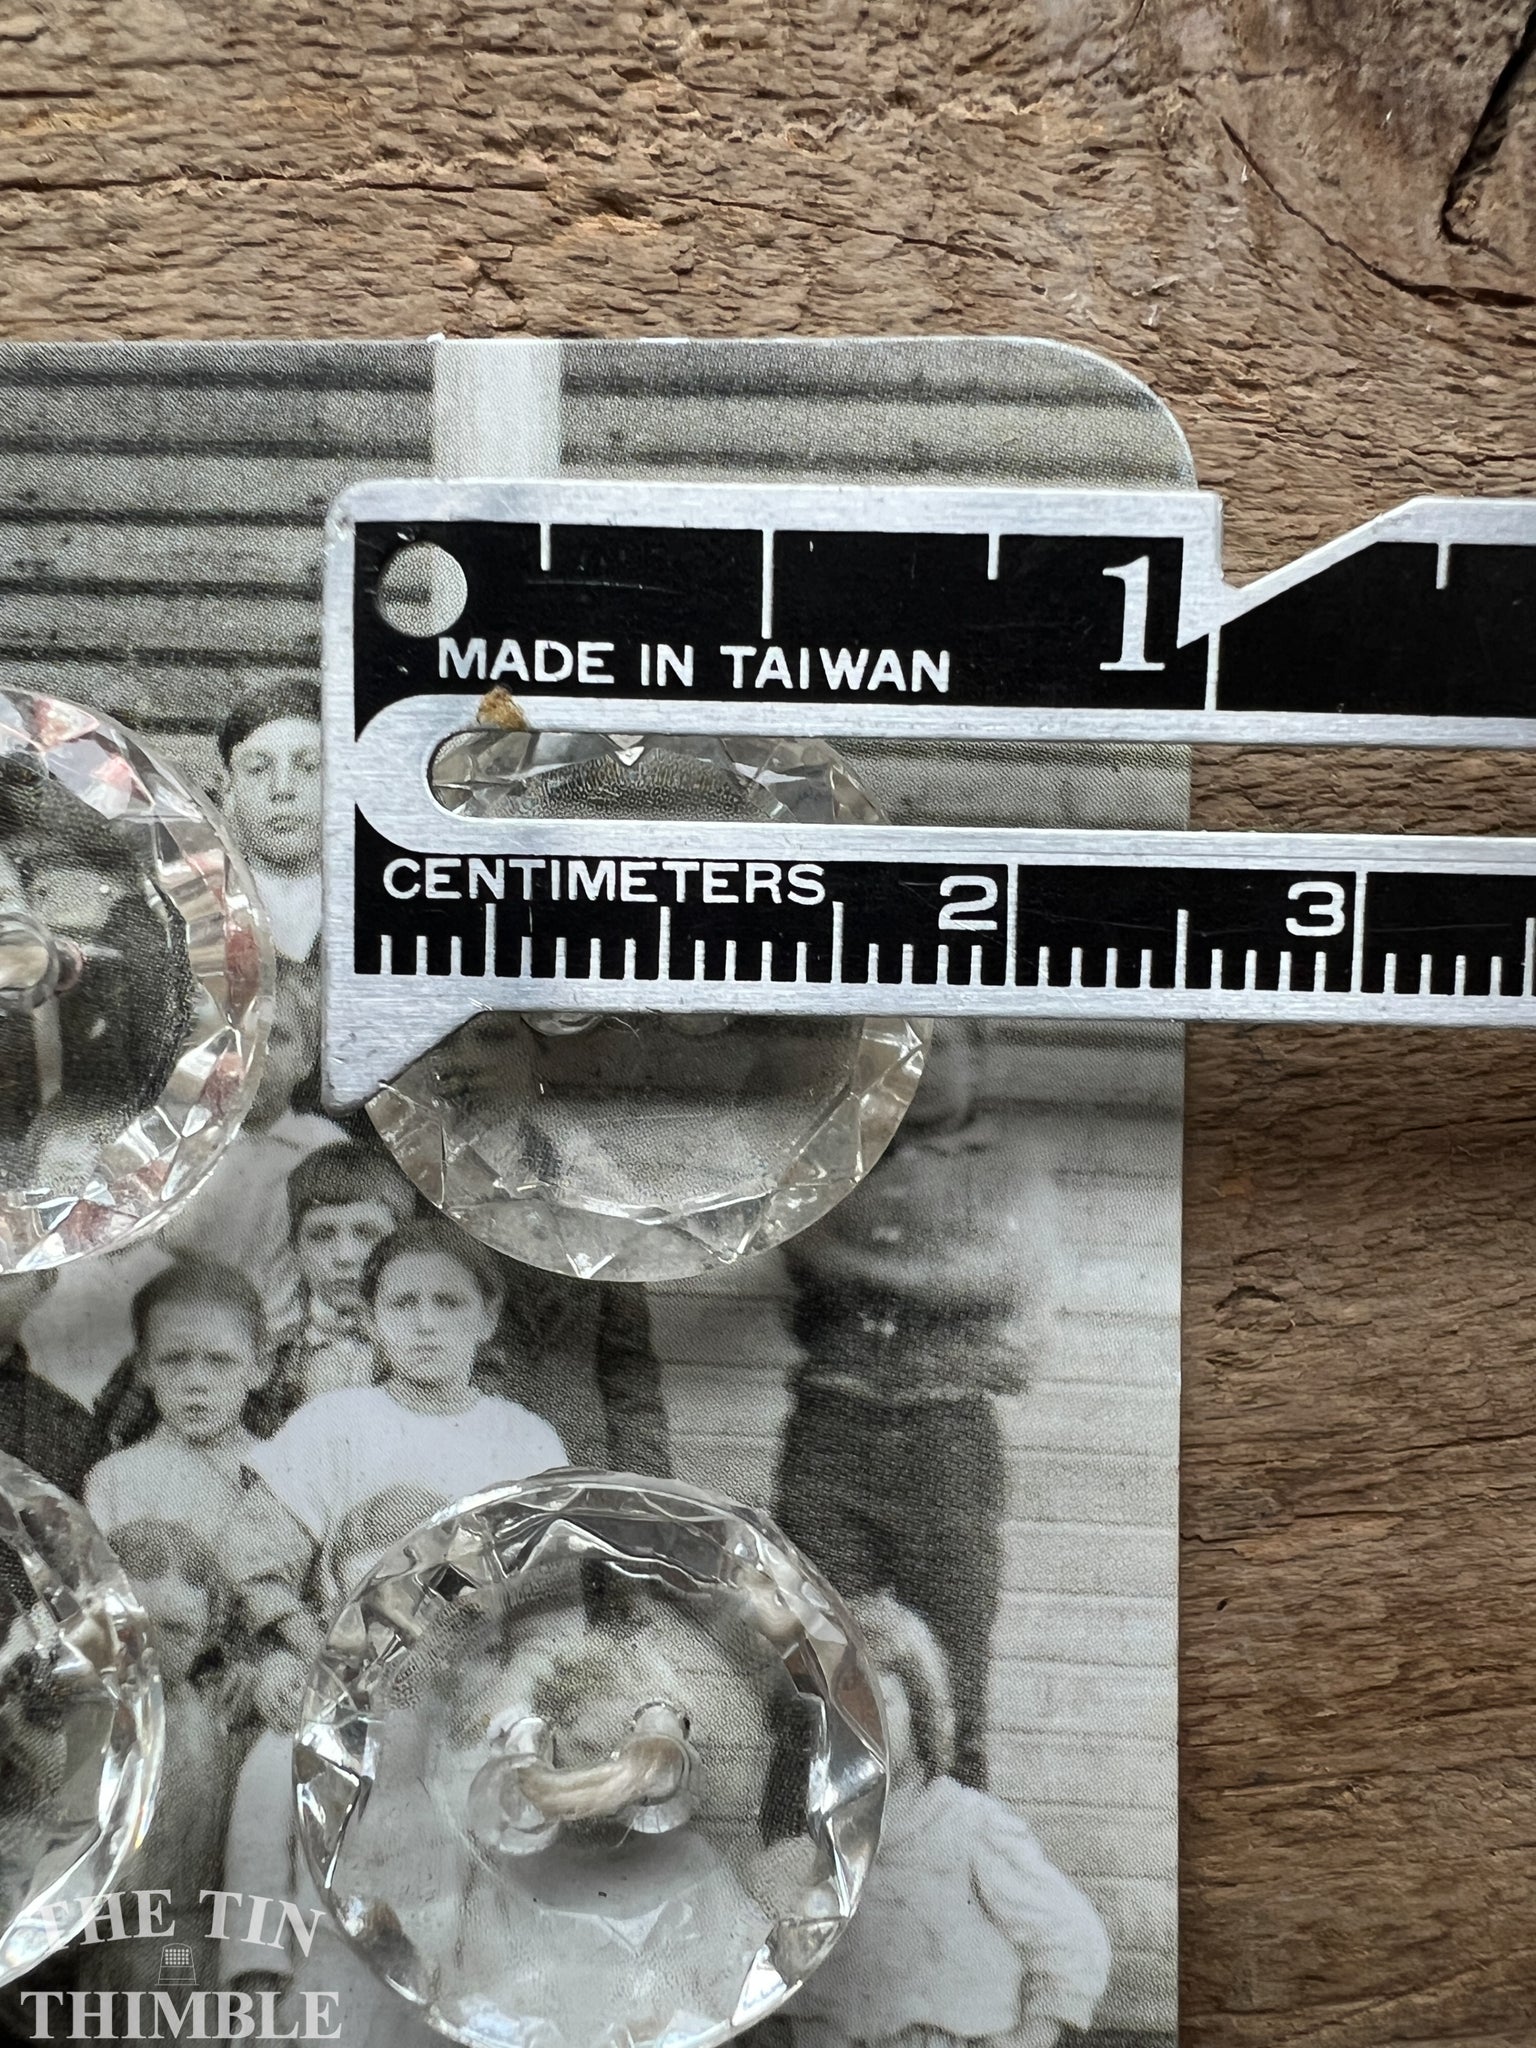 1
MADE IN TAIWAN
CENTIMETERS 2 3
THE TIN
THIMBLE